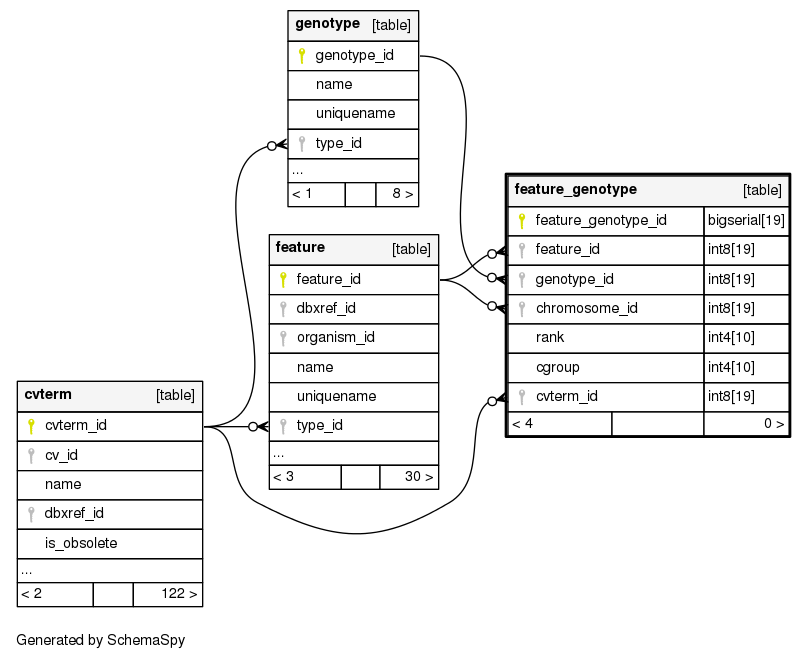 genotype [table]
genotype_id
name
uniquename
type_id
...
< 1 8 >
feature_genotype [table]
feature_genotype_id bigserial[19]
feature_id int8[19]
genotype_id int8[19]
chromosome_id int8[19]
rank int4[10]
cgroup int4[10]
cvterm_id int8[19]
< 4 0 >
feature [table]
feature_id
dbxref_id
organism_id
name
uniquename
type_id
...
< 3 30 >
cvterm [table]
cvterm_id
cv_id
name
dbxref_id
is_obsolete
...
< 2 122 >
Generated by SchemaSpy